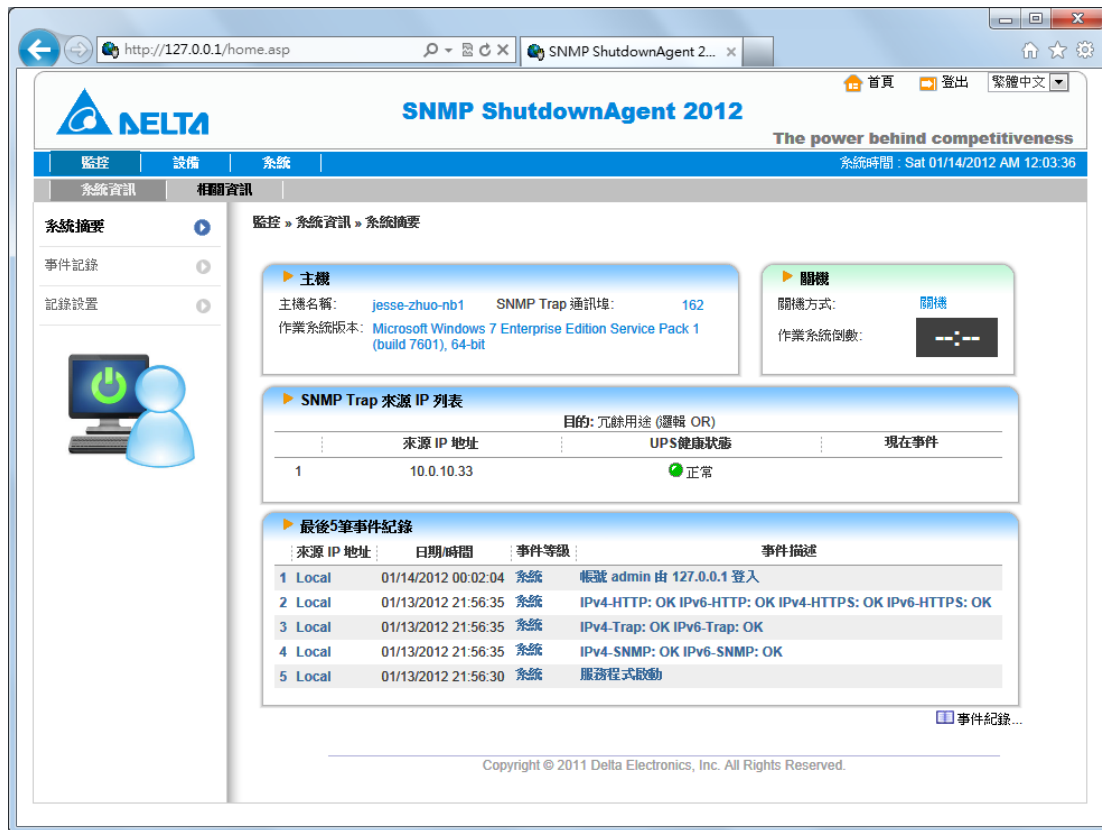 http://127.0.0.1/home.asp
SNMP ShutdownAgent 2...
首頁 登出 繁體中文
DELTA
SNMP ShutdownAgent 2012
The power behind competitiveness
監控 設備 系統
系統時間 : Sat 01/14/2012 AM 12:03:36
系統資訊 相關資訊
系統摘要
事件記錄
記錄設置
監控 » 系統資訊 » 系統摘要
主機
主機名稱: jesse-zhuo-nb1 SNMP Trap 通訊埠: 162
作業系統版本: Microsoft Windows 7 Enterprise Edition Service Pack 1
(build 7601), 64-bit
關機
關機方式: 關機
作業系統倒數: --:--
SNMP Trap 來源 IP 列表
目的: 冗餘用途 (邏輯 OR)
來源 IP 地址 UPS健康狀態 現在事件
1 10.0.10.33 正常
最後5筆事件紀錄
來源 IP 地址 日期/時間 事件等級 事件描述
1 Local 01/14/2012 00:02:04 系統 帳號 admin 由 127.0.0.1 登入
2 Local 01/13/2012 21:56:35 系統 IPv4-HTTP: OK IPv6-HTTP: OK IPv4-HTTPS: OK IPv6-HTTPS: OK
3 Local 01/13/2012 21:56:35 系統 IPv4-Trap: OK IPv6-Trap: OK
4 Local 01/13/2012 21:56:35 系統 IPv4-SNMP: OK IPv6-SNMP: OK
5 Local 01/13/2012 21:56:30 系統 服務程式啟動
事件紀錄...
Copyright © 2011 Delta Electronics, Inc. All Rights Reserved.